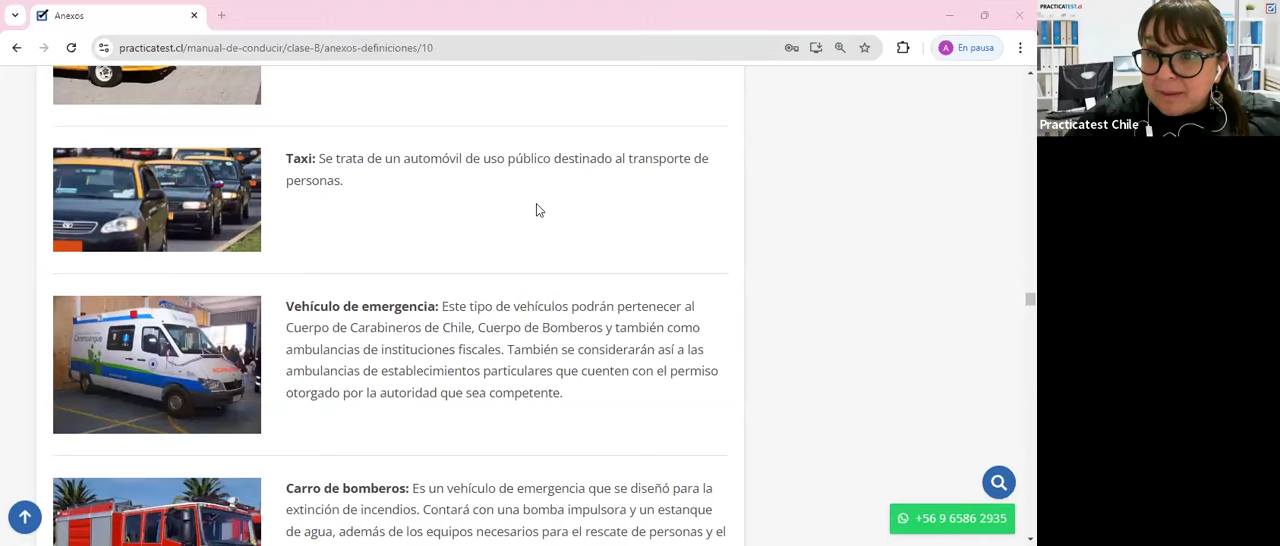 Anexos
practicatest.cl/manual-de-conducir/clase-B/anexos-definiciones/10
A
En pausa
PRACTICATEST.cl
Practicatest Chile
Taxi: Se trata de un automóvil de uso público destinado al transporte de
personas.
Vehículo de emergencia: Este tipo de vehículos podrán pertenecer al
Cuerpo de Carabineros de Chile, Cuerpo de Bomberos y también como
ambulancias de instituciones fiscales. También se considerarán así a las
ambulancias de establecimientos particulares que cuenten con el permiso
otorgado por la autoridad que sea competente.
Carro de bomberos: Es un vehículo de emergencia que se diseñó para la
extinción de incendios. Contará con una bomba impulsora y un estanque
de agua, además de los equipos necesarios para el rescate de personas y el
+56 9 6586 2935